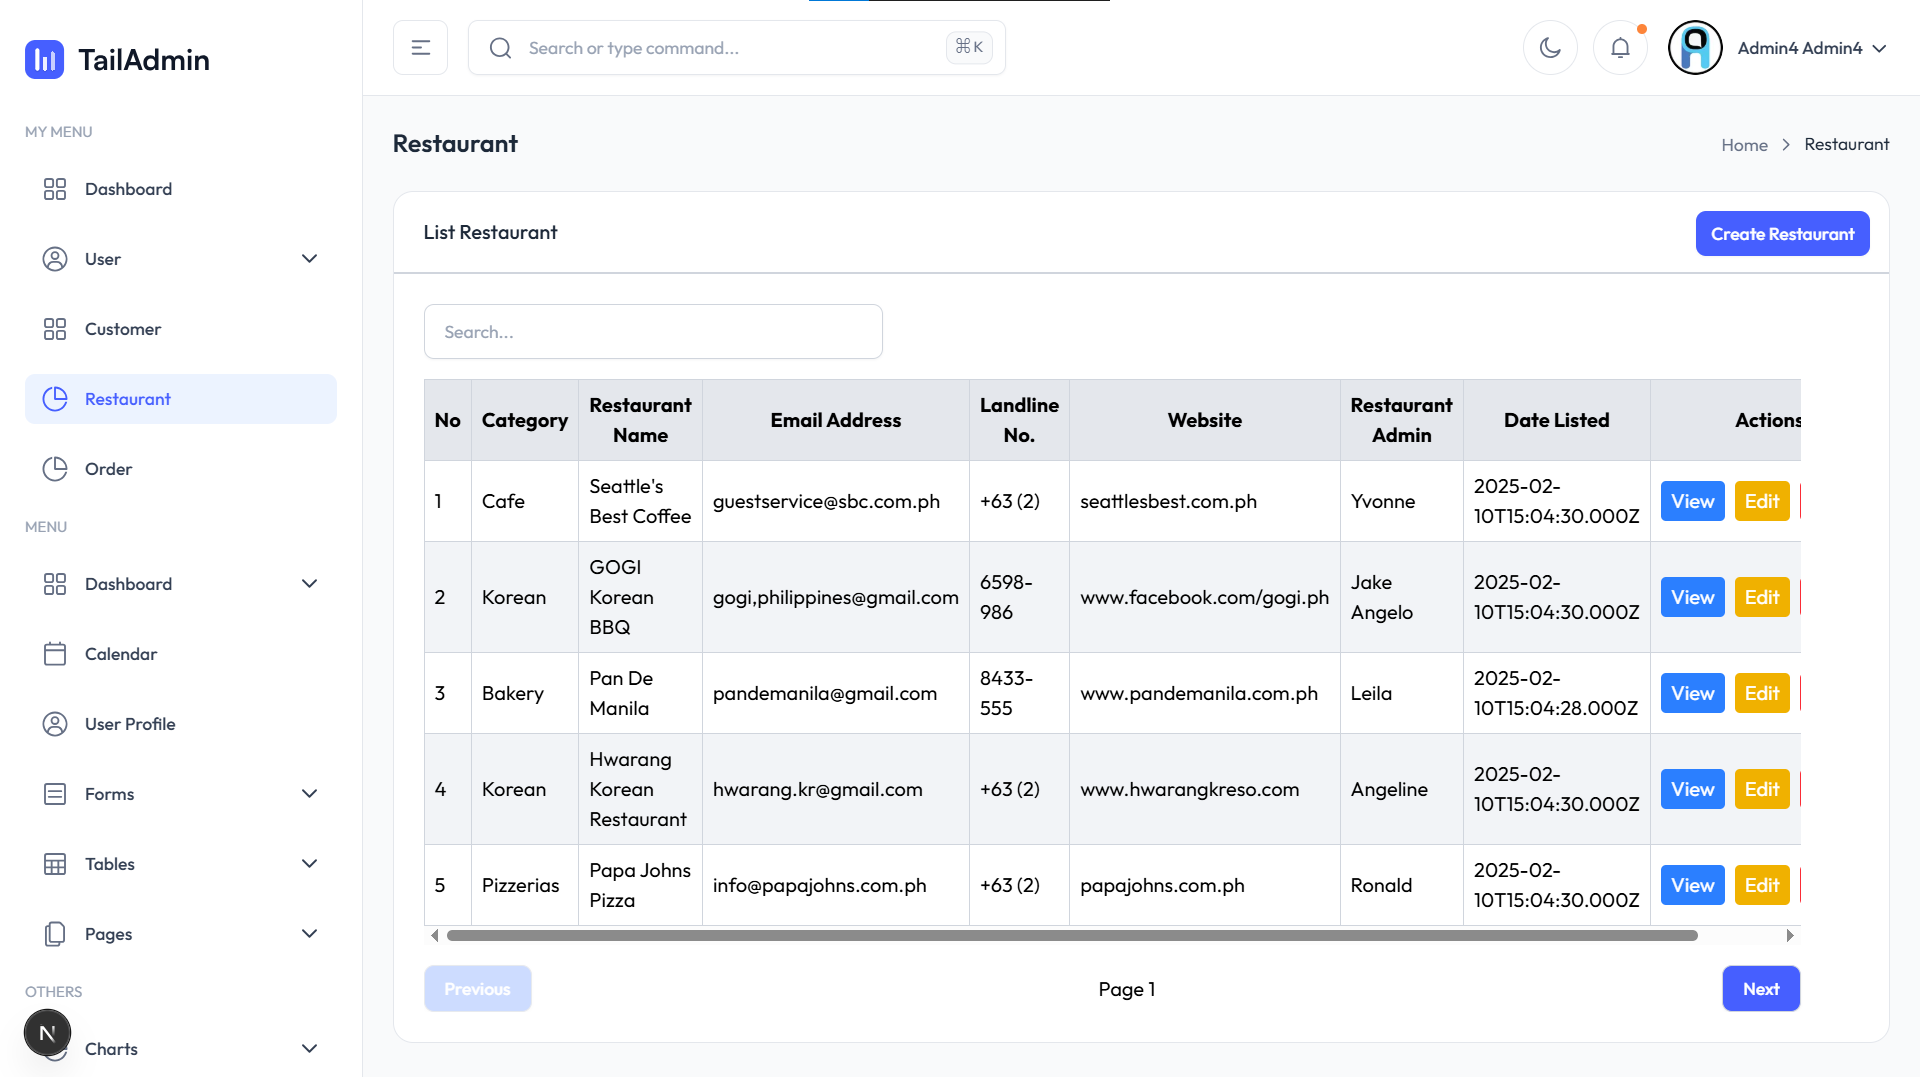 TailAdmin
Search or type command...
⌘K
Admin4 Admin4
MY MENU
Dashboard
User
Customer
Restaurant
Order
MENU
Dashboard
Calendar
User Profile
Forms
Tables
Pages
OTHERS
N
Charts
Restaurant
Home > Restaurant
List Restaurant
Create Restaurant
Search...
No Category Restaurant Name Email Address Landline No. Website Restaurant Admin Date Listed Actions
1 Cafe Seattle's Best Coffee guestservice@sbc.com.ph +63 (2) seattlesbest.com.ph Yvonne 2025-02-10T15:04:30.000Z View Edit
2 Korean GOGI Korean BBQ gogi,philippines@gmail.com 6598-986 www.facebook.com/gogi.ph Jake Angelo 2025-02-10T15:04:30.000Z View Edit
3 Bakery Pan De Manila pandemanila@gmail.com 8433-555 www.pandemanila.com.ph Leila 2025-02-10T15:04:28.000Z View Edit
4 Korean Hwarang Korean Restaurant hwarang.kr@gmail.com +63 (2) www.hwarangkreso.com Angeline 2025-02-10T15:04:30.000Z View Edit
5 Pizzerias Papa Johns Pizza info@papajohns.com.ph +63 (2) papajohns.com.ph Ronald 2025-02-10T15:04:30.000Z View Edit
Previous
Page 1
Next